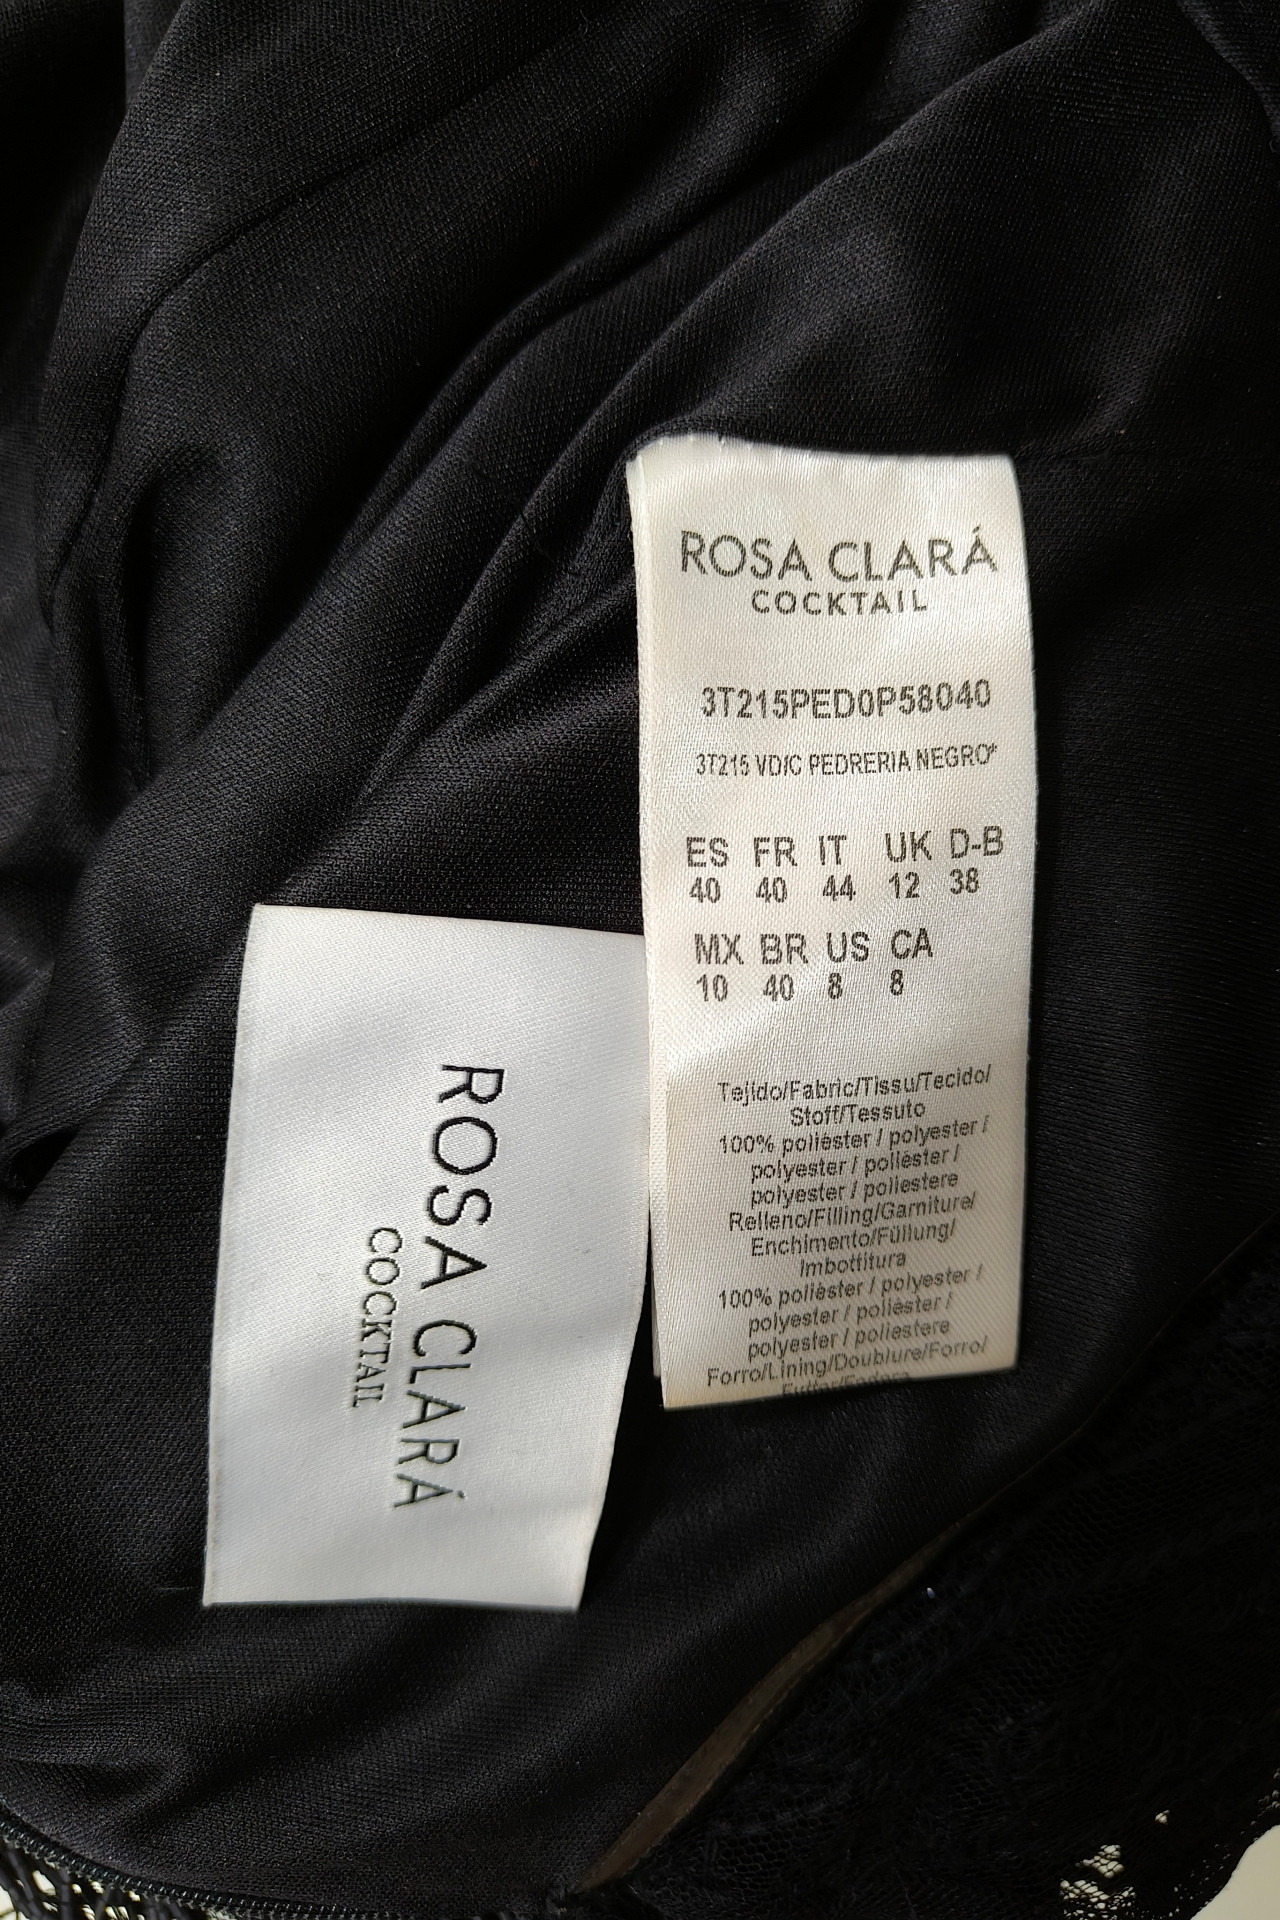 ROSA CLARÁ
COCKTAIL
3T215PED0P58040
3T215 VD/C PEDRERIA NEGRO*
ES FR IT UK D-B
40 40 44 12 38
MX BR US CA
10 40 8 8
Tejido/Fabric/Tissu/Tecido/
Stoff/Tessuto
100% poliéster / polyester /
polyester / poliéster /
polyester / poliestere
Relleno/Filling/Garniture/
Enchimento/Füllung/
Imbottitura
100% poliéster / polyester /
polyester / poliéster /
polyester / poliestere
Forro/Lining/Doublure/Forro/
Futter/Fodera
ROSA CLARÁ
COCKTAIL